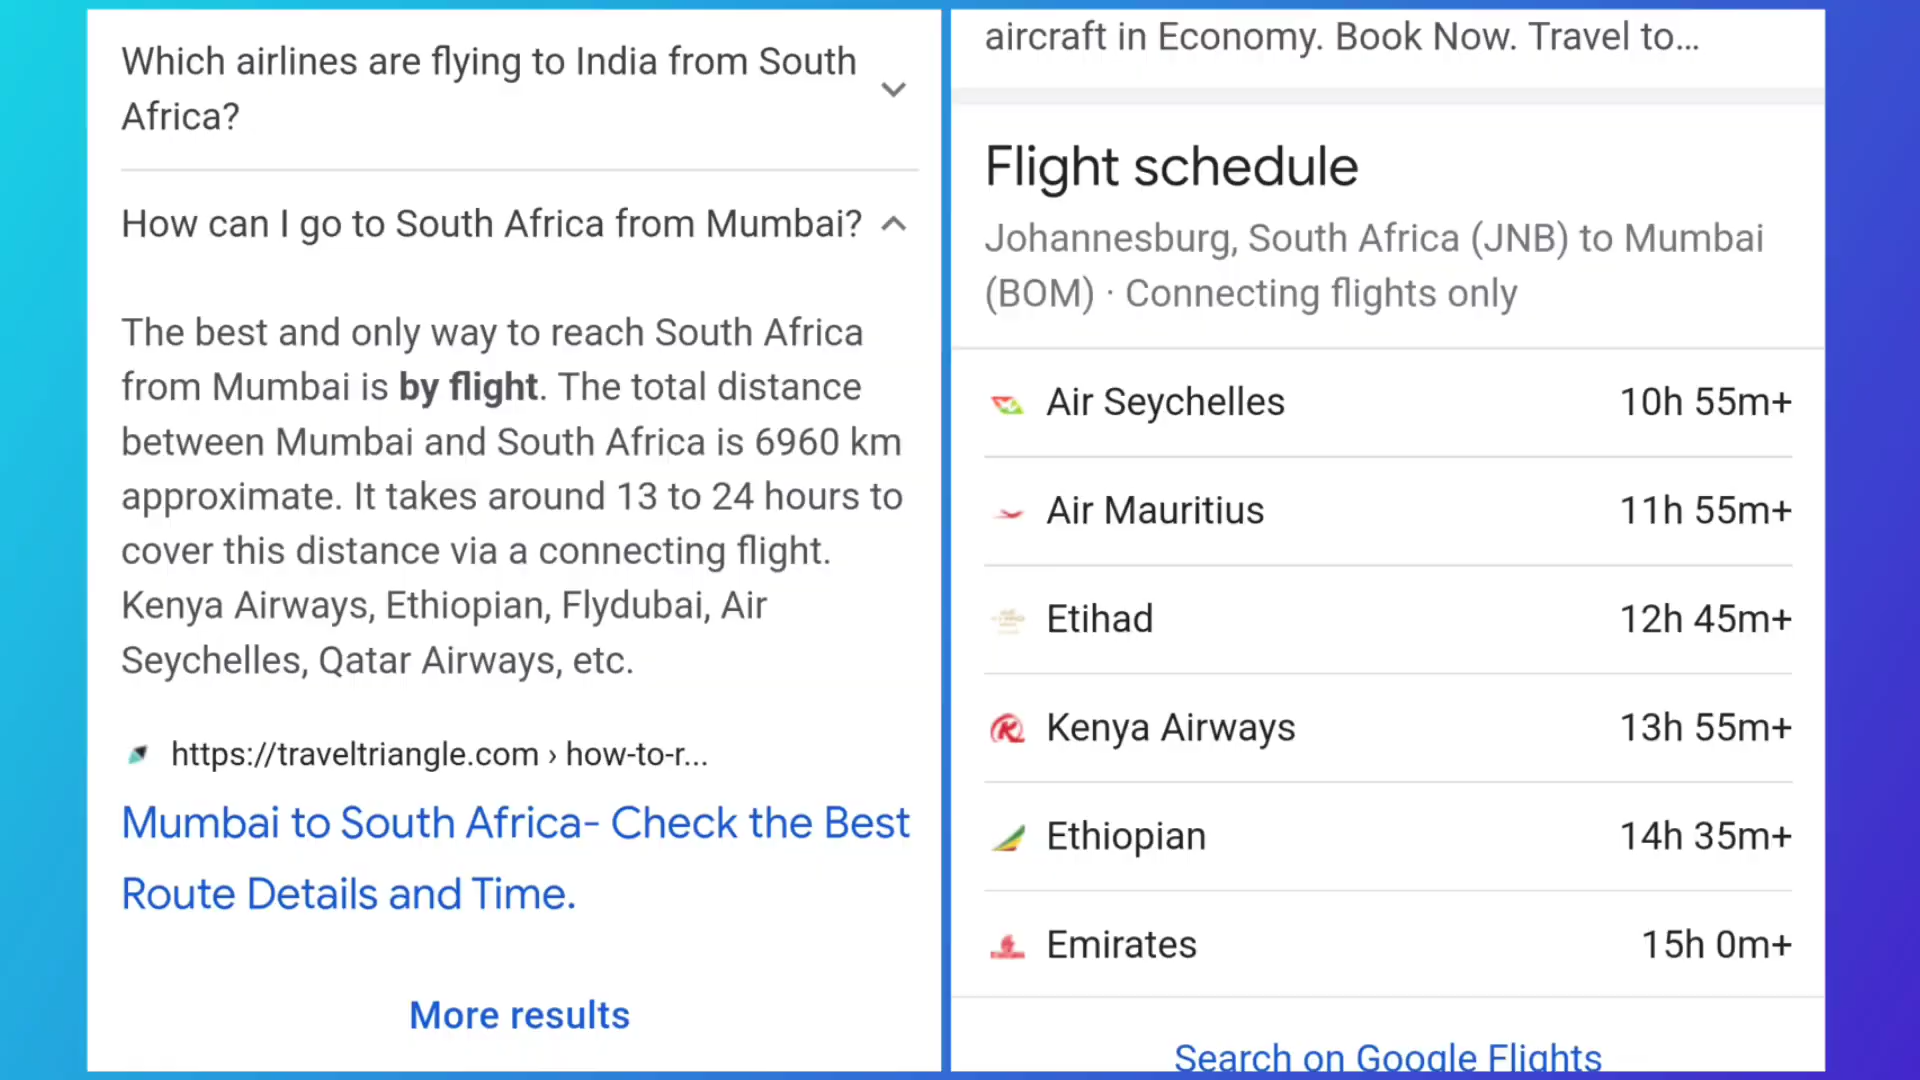 Which airlines are flying to India from South
Africa?
How can I go to South Africa from Mumbai?
The best and only way to reach South Africa
from Mumbai is by flight. The total distance
between Mumbai and South Africa is 6960 km
approximate. It takes around 13 to 24 hours to
cover this distance via a connecting flight.
Kenya Airways, Ethiopian, Flydubai, Air
Seychelles, Qatar Airways, etc.
https://traveltriangle.com › how-to-r...
Mumbai to South Africa- Check the Best
Route Details and Time.
More results
aircraft in Economy. Book Now. Travel to...
Flight schedule
Johannesburg, South Africa (JNB) to Mumbai
(BOM) · Connecting flights only
Air Seychelles 10h 55m+
Air Mauritius 11h 55m+
Etihad 12h 45m+
Kenya Airways 13h 55m+
Ethiopian 14h 35m+
Emirates 15h 0m+
Search on Google Flights